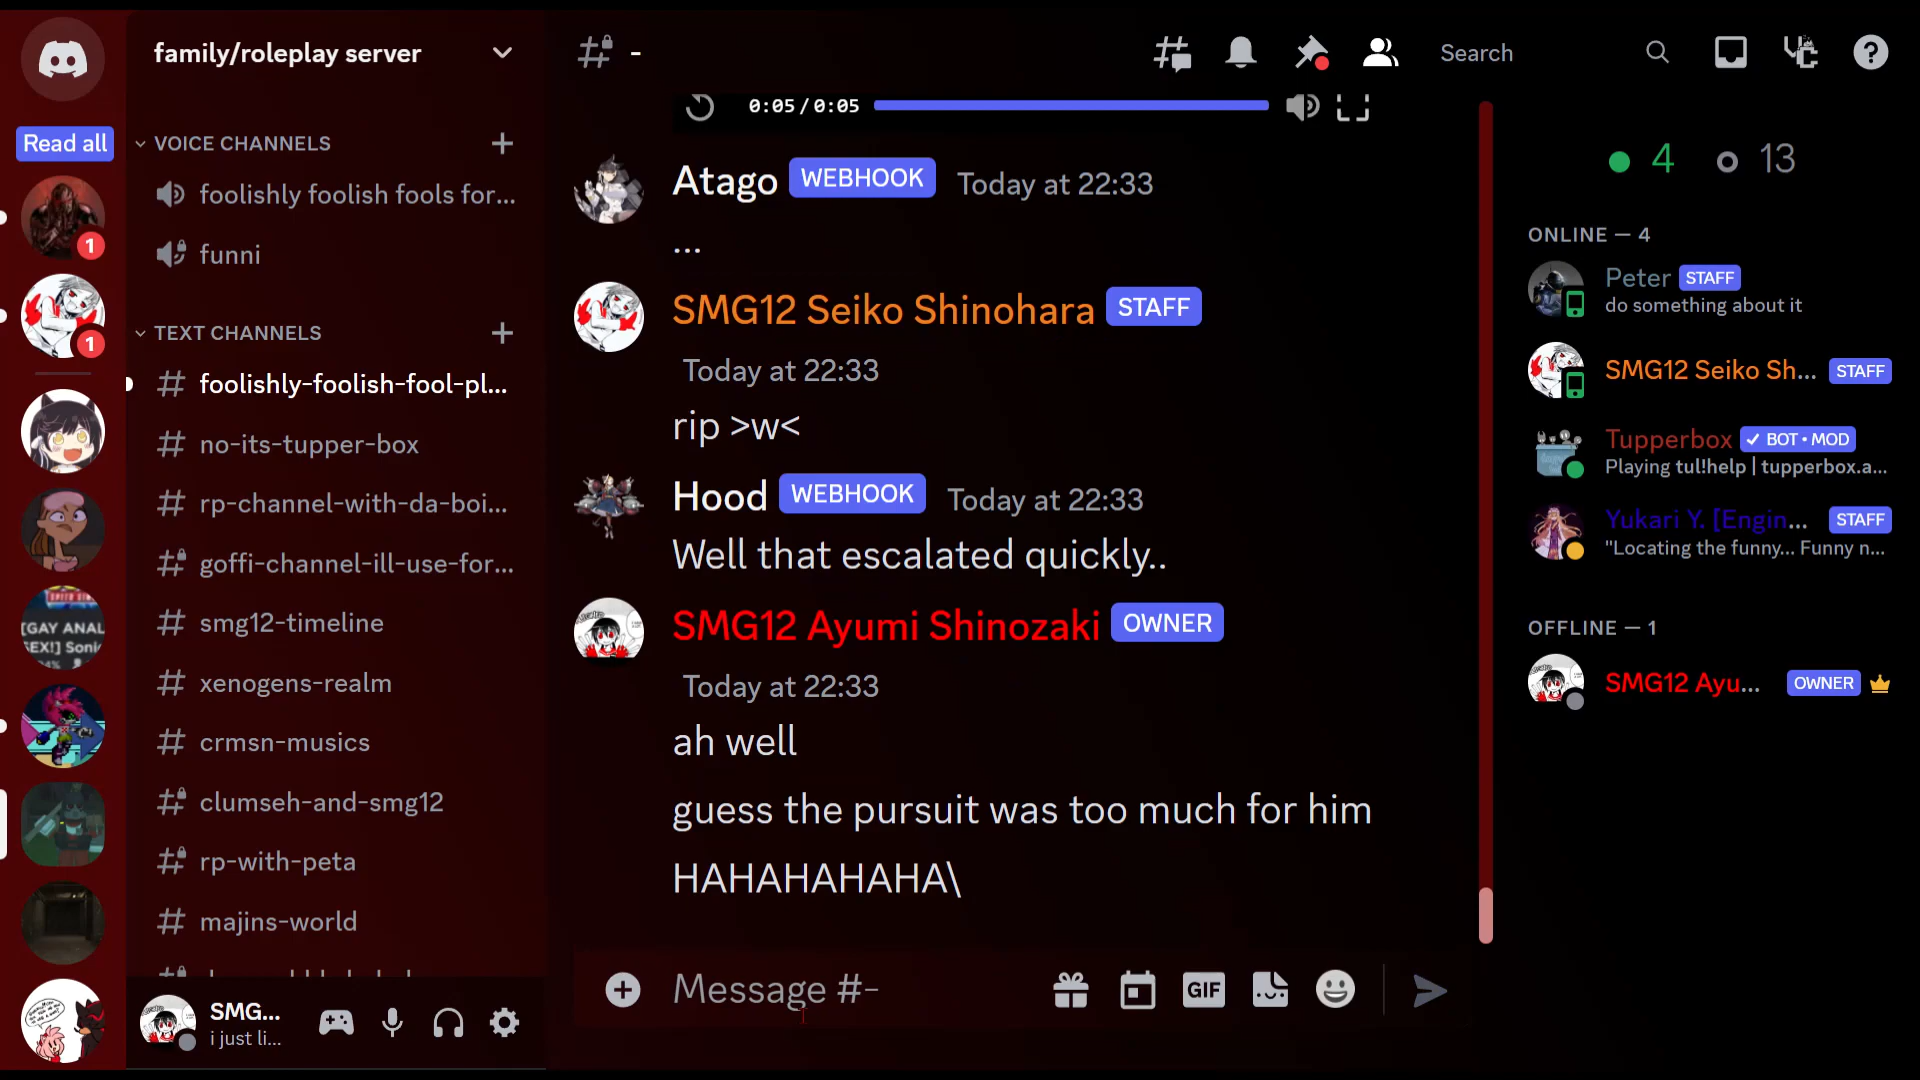 family/roleplay server
-
Search
Read all
VOICE CHANNELS
foolishly foolish fools for...
funni
TEXT CHANNELS
foolishly-foolish-fool-pl...
no-its-tupper-box
rp-channel-with-da-boi...
goffi-channel-ill-use-for...
smg12-timeline
xenogens-realm
crmsn-musics
clumseh-and-smg12
rp-with-peta
majins-world
1
1
[GAY ANAL
SEX!] Soni
SMG...
i just li...
0:05/0:05
Atago WEBHOOK Today at 22:33
...
SMG12 Seiko Shinohara STAFF
Today at 22:33
rip >w<
Hood WEBHOOK Today at 22:33
Well that escalated quickly..
SMG12 Ayumi Shinozaki OWNER
Today at 22:33
ah well
guess the pursuit was too much for him
HAHAHAHAHA\
Message #-
GIF
4 13
ONLINE — 4
Peter STAFF
do something about it
SMG12 Seiko Sh... STAFF
Tupperbox ✓ BOT • MOD
Playing tul!help | tupperbox.a...
Yukari Y. [Engin... STAFF
"Locating the funny... Funny n...
OFFLINE — 1
SMG12 Ayu... OWNER